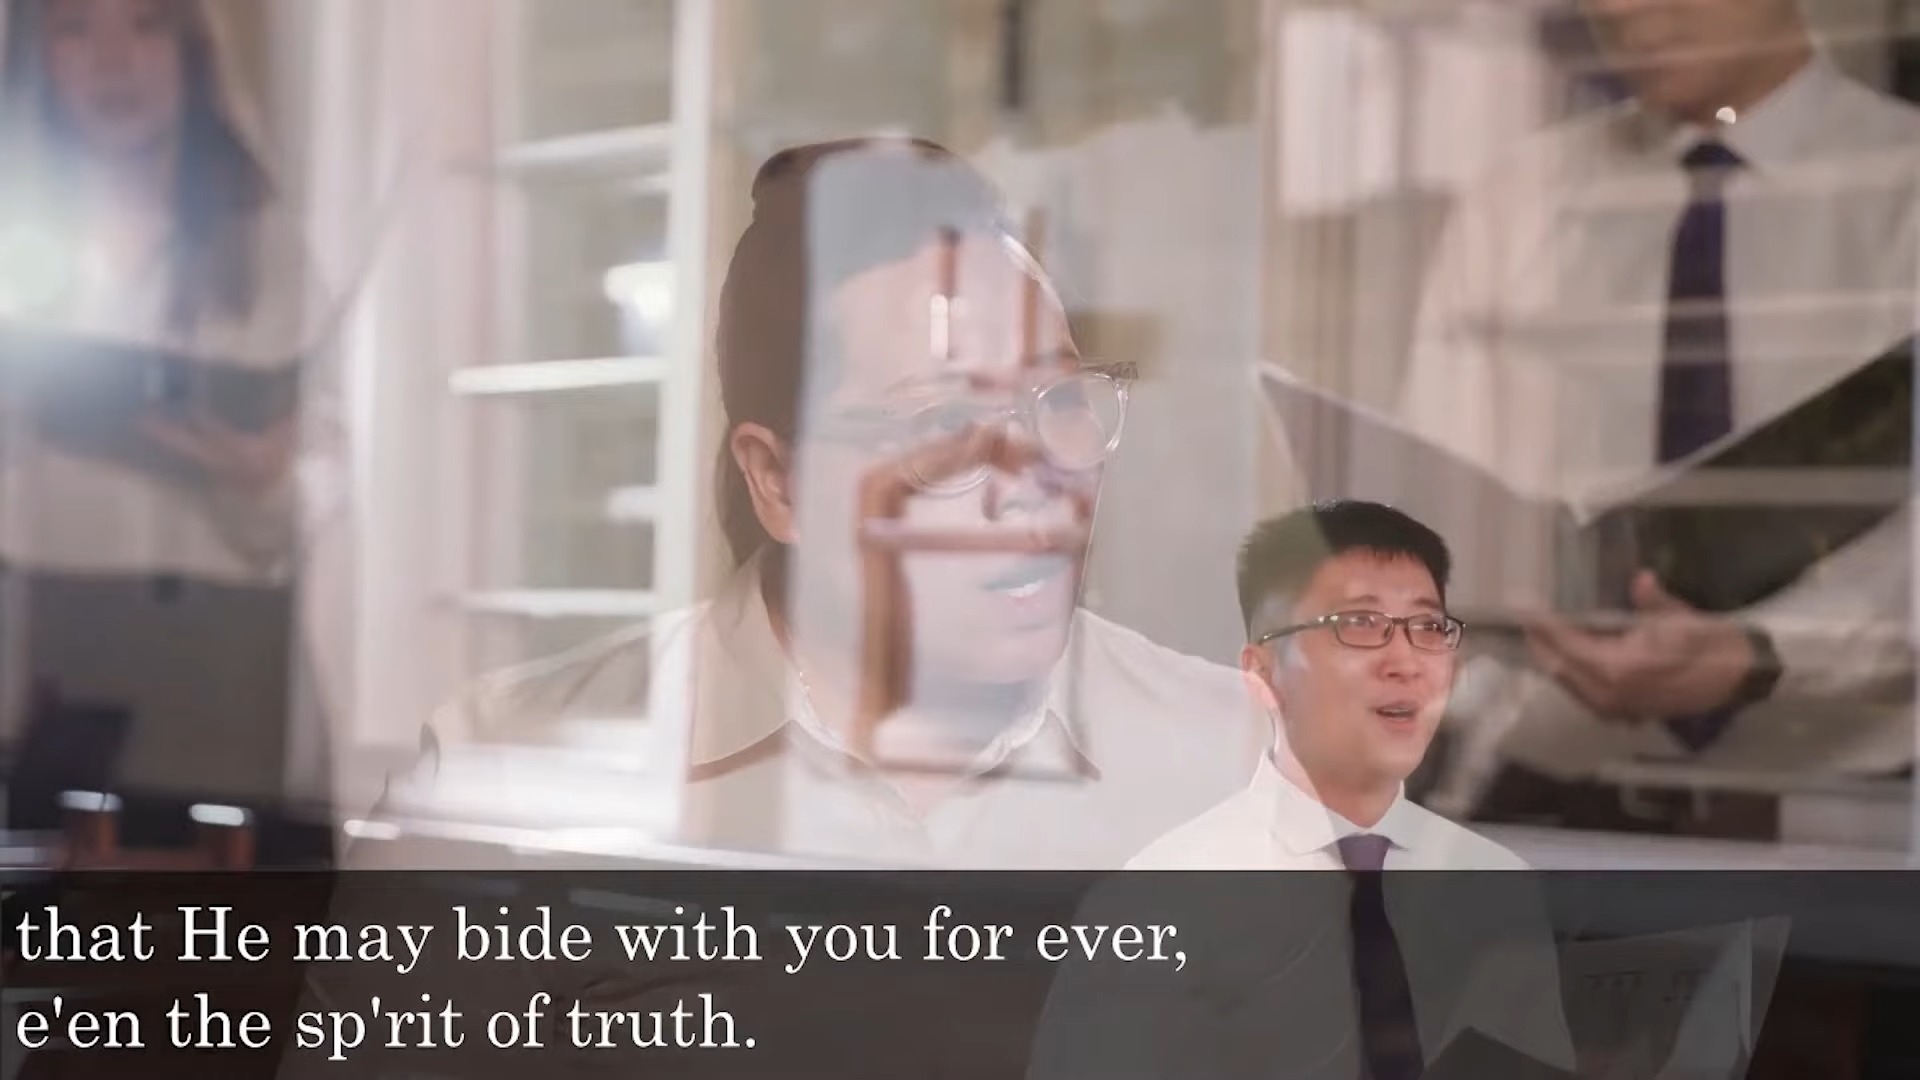 that He may bide with you for ever,
e'en the sp'rit of truth.